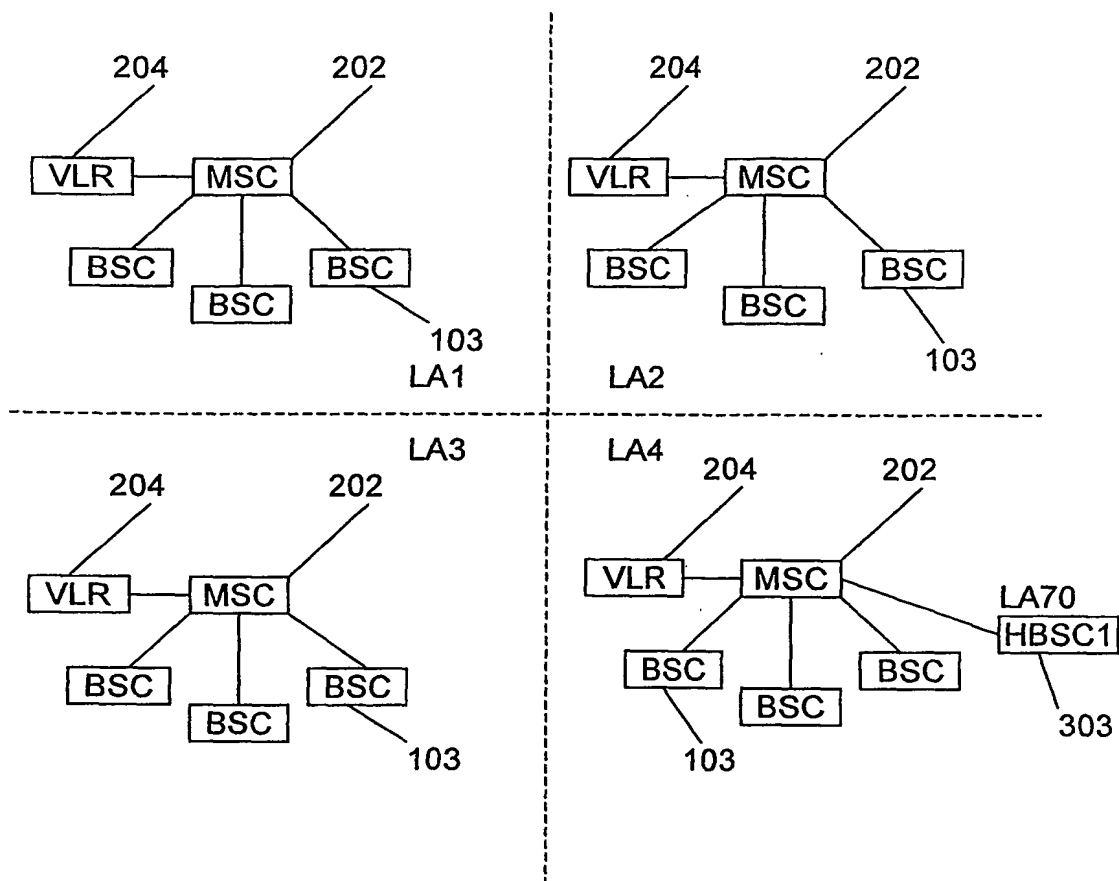 204 202
VLR MSC
BSC BSC
BSC
103
LA1
204 202
VLR MSC
BSC BSC
BSC
103
LA2
LA3
204 202
VLR MSC
BSC BSC
BSC
103
LA4
204 202
VLR MSC
LA70
HBSC1
BSC BSC
BSC
103
303